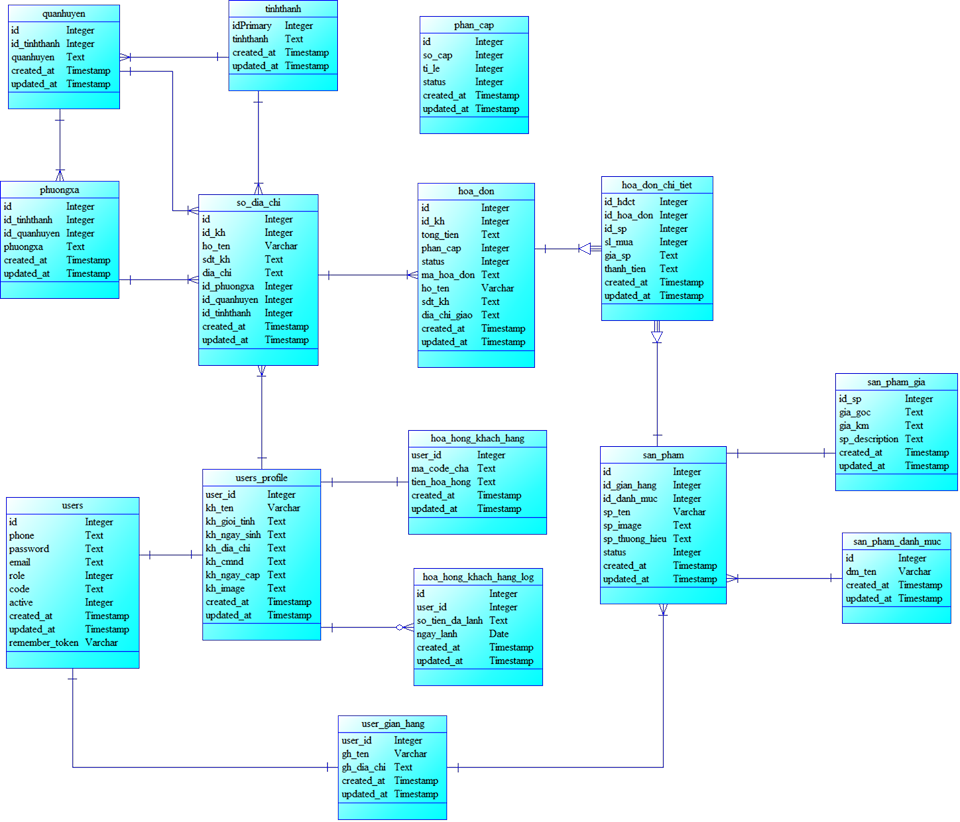 quanhuyen
id Integer
id_tinhthanh Integer
quanhuyen Text
created_at Timestamp
updated_at Timestamp
tinhthanh
idPrimary Integer
tinhthanh Text
created_at Timestamp
updated_at Timestamp
phan_cap
id Integer
so_cap Integer
ti_le Integer
status Integer
created_at Timestamp
updated_at Timestamp
phuongxa
id Integer
id_tinhthanh Integer
id_quanhuyen Integer
phuongxa Text
created_at Timestamp
updated_at Timestamp
so_dia_chi
id Integer
id_kh Integer
ho_ten Varchar
sdt_kh Text
dia_chi Text
id_phuongxa Integer
id_quanhuyen Integer
id_tinhthanh Integer
created_at Timestamp
updated_at Timestamp
hoa_don
id Integer
id_kh Integer
tong_tien Text
phan_cap Integer
status Integer
ma_hoa_don Text
ho_ten Varchar
sdt_kh Text
dia_chi_giao Text
created_at Timestamp
updated_at Timestamp
hoa_don_chi_tiet
id_hdct Integer
id_hoa_don Integer
id_sp Integer
sl_mua Integer
gia_sp Text
thanh_tien Text
created_at Timestamp
updated_at Timestamp
san_pham_gia
id_sp Integer
gia_goc Text
gia_km Text
sp_description Text
created_at Timestamp
updated_at Timestamp
hoa_hong_khach_hang
user_id Integer
ma_code_cha Text
tien_hoa_hong Text
created_at Timestamp
updated_at Timestamp
san_pham
id Integer
id_gian_hang Integer
id_danh_muc Integer
sp_ten Varchar
sp_image Text
sp_thuong_hieu Text
status Integer
created_at Timestamp
updated_at Timestamp
users_profile
user_id Integer
kh_ten Varchar
kh_gioi_tinh Text
kh_ngay_sinh Text
kh_dia_chi Text
kh_cmnd Text
kh_ngay_cap Text
kh_image Text
created_at Timestamp
updated_at Timestamp
users
id Integer
phone Text
password Text
email Text
role Integer
code Text
active Integer
created_at Timestamp
updated_at Timestamp
remember_token Varchar
san_pham_danh_muc
id Integer
dm_ten Varchar
created_at Timestamp
updated_at Timestamp
hoa_hong_khach_hang_log
id Integer
user_id Integer
so_tien_da_lanh Text
ngay_lanh Date
created_at Timestamp
updated_at Timestamp
user_gian_hang
user_id Integer
gh_ten Varchar
gh_dia_chi Text
created_at Timestamp
updated_at Timestamp